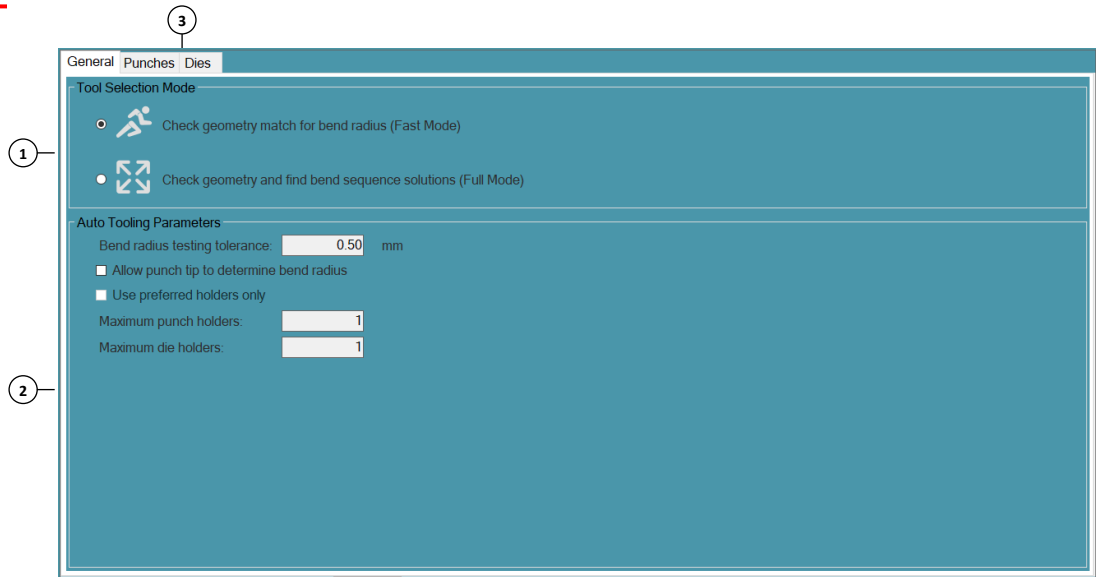 3
General Punches Dies
Tool Selection Mode
Check geometry match for bend radius (Fast Mode)
1
Check geometry and find bend sequence solutions (Full Mode)
Auto Tooling Parameters
Bend radius testing tolerance: 0.50 mm
Allow punch tip to determine bend radius
Use preferred holders only
Maximum punch holders: 1
Maximum die holders: 1
2